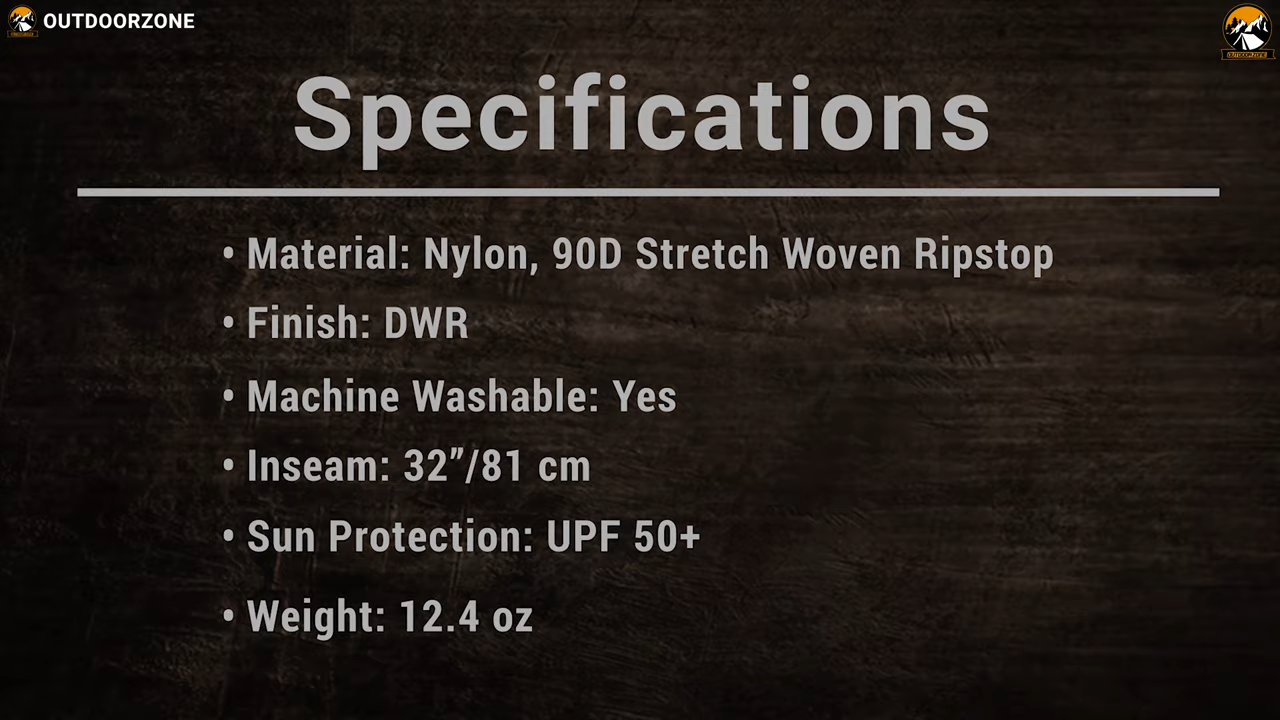 OUTDOORZONE
OUTDOORZONE
Specifications
• Material: Nylon, 90D Stretch Woven Ripstop
• Finish: DWR
• Machine Washable: Yes
• Inseam: 32”/81 cm
• Sun Protection: UPF 50+
• Weight: 12.4 oz